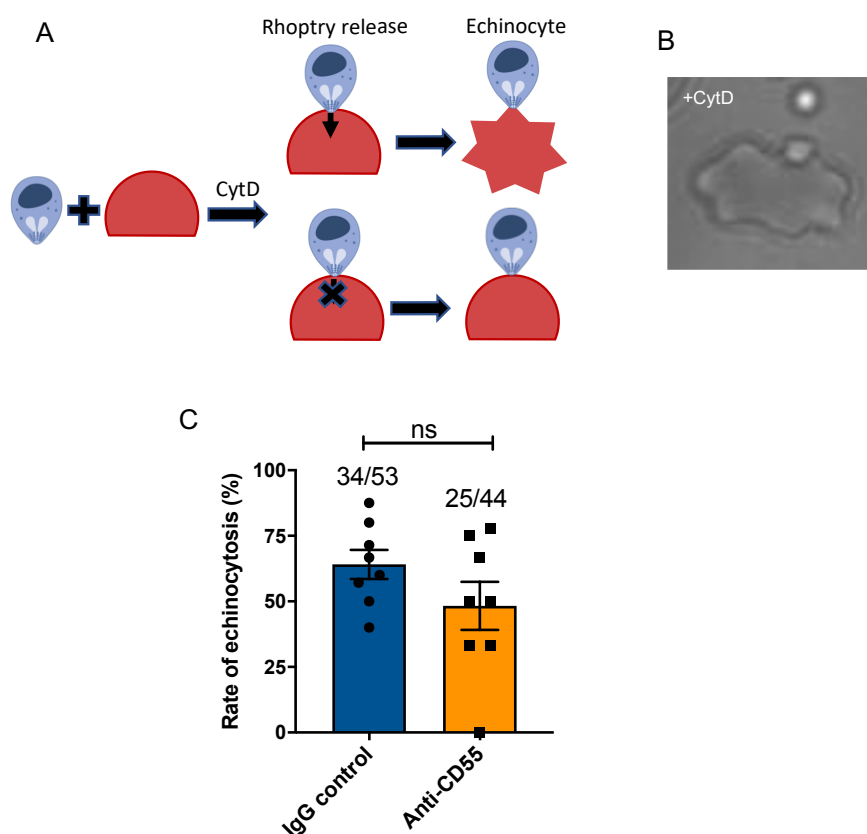 A
Rhoptry release
Echinocyte
B
CytD
+CytD
C
ns
34/53
25/44
Rate of echinocytosis (%)
100
75
50
25
0
IgG control
Anti-CD55